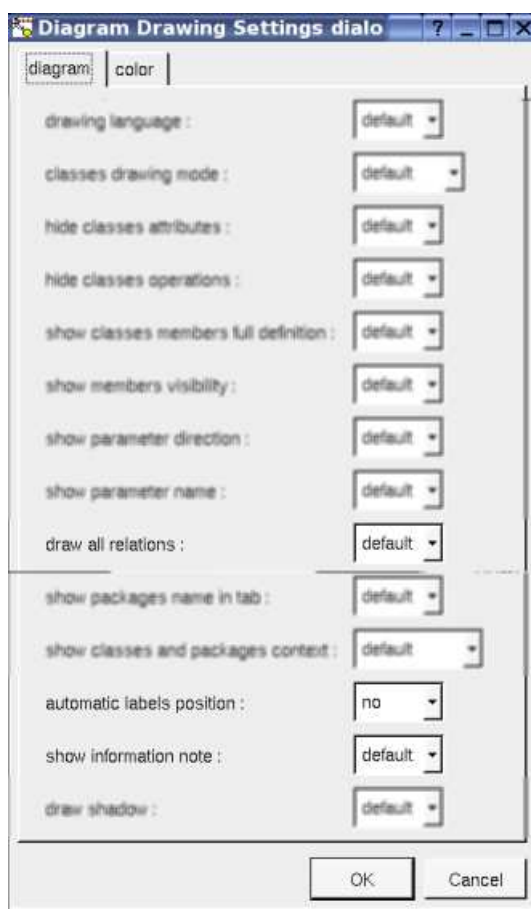 Diagram Drawing Settings dialo
diagram color
drawing language : default
classes drawing mode : default
hide classes attributes : default
hide classes operations : default
show classes members full definition : default
show members visibility : default
show parameter direction : default
show parameter name : default
draw all relations : default
show packages name in tab : default
show classes and packages context : default
automatic labels position : no
show information note : default
draw shadow : default
OK Cancel